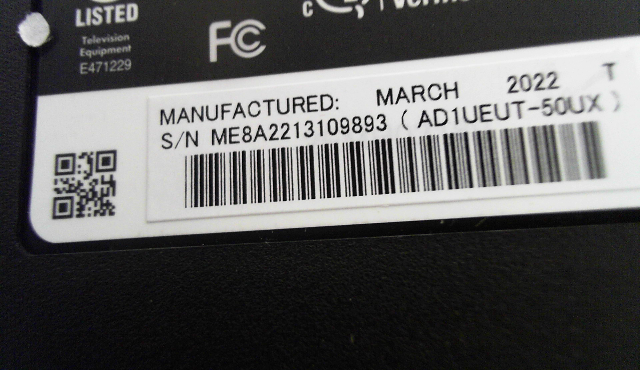 LISTED
Television
Equipment
E471229
FC
c
MANUFACTURED: MARCH 2022 T
S/N ME8A2213109893 ( AD1UEUT-50UX )